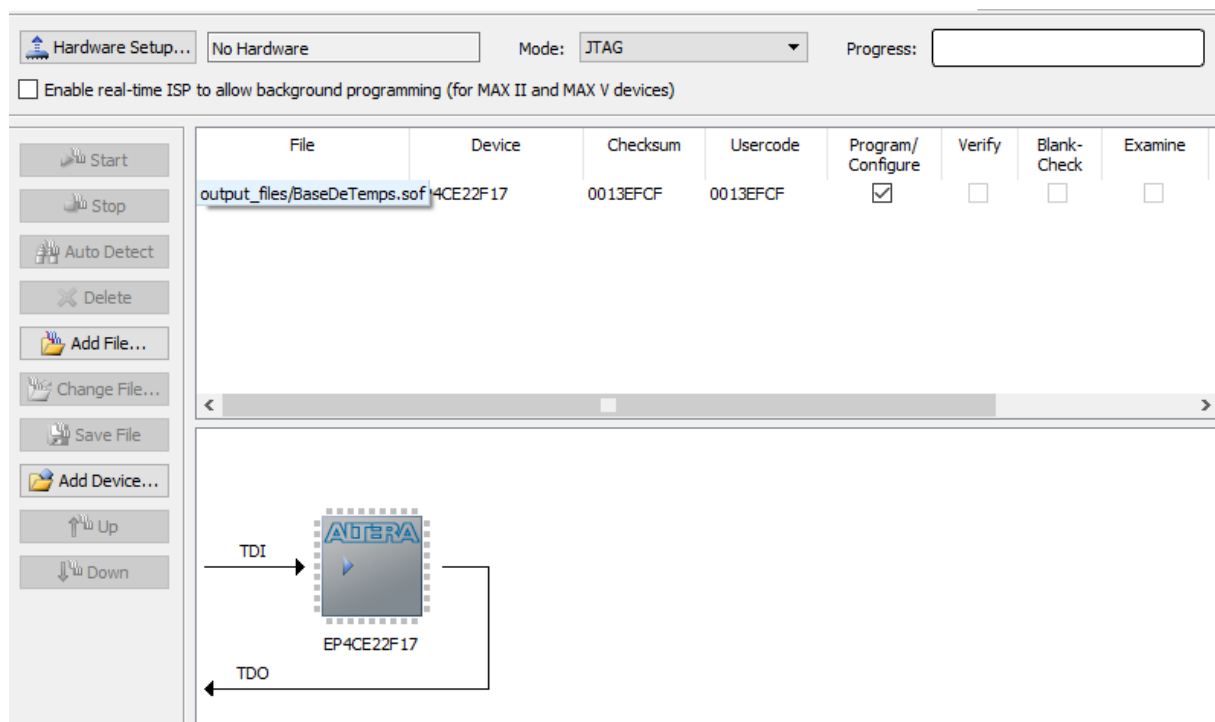 Hardware Setup... No Hardware Mode: JTAG Progress:
Enable real-time ISP to allow background programming (for MAX II and MAX V devices)
File Device Checksum Usercode Program/ Configure Verify Blank- Check Examine
output_files/BaseDeTemps.sof 4CE22F17 0013EFCF 0013EFCF
Start
Stop
Auto Detect
Delete
Add File...
Change File...
Save File
Add Device...
Up
Down
ALTERA
TDI
EP4CE22F17
TDO